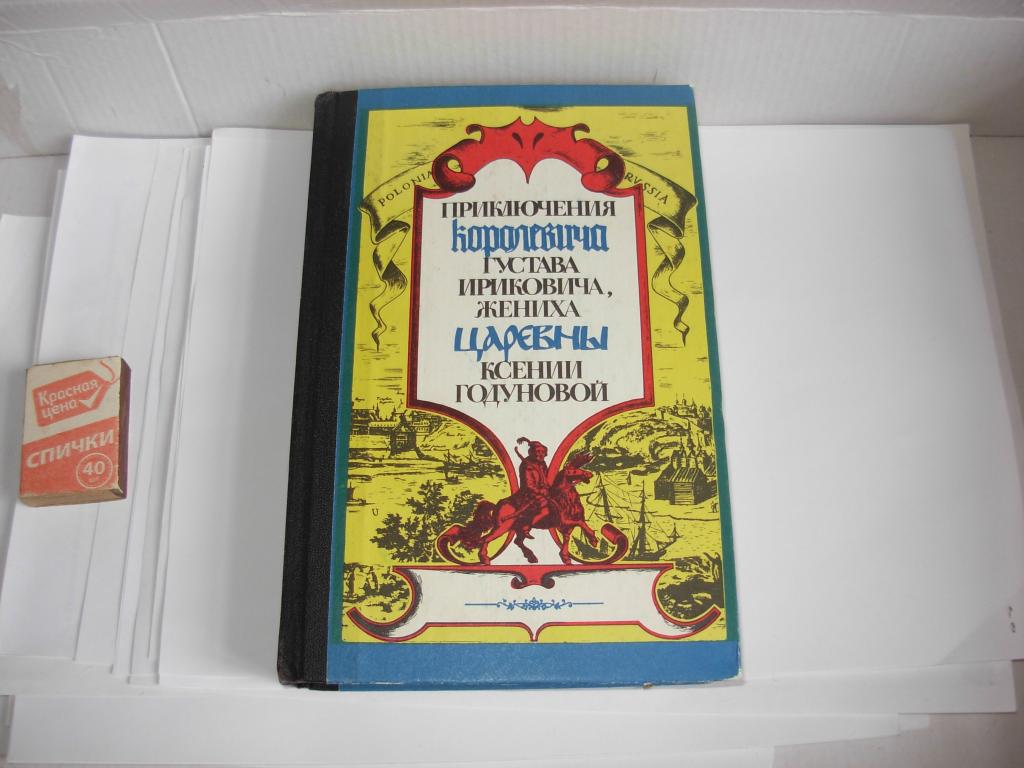 POLONIA
RVSSIA
ПРИКЛЮЧЕНИЯ
КОРОЛЕВИЧА
ГУСТАВА
ИРИКОВИЧА,
ЖЕНИХА
ЦАРЕВНЫ
КСЕНИИ
ГОДУНОВОЙ
Красная
цена
СПИЧКИ
40